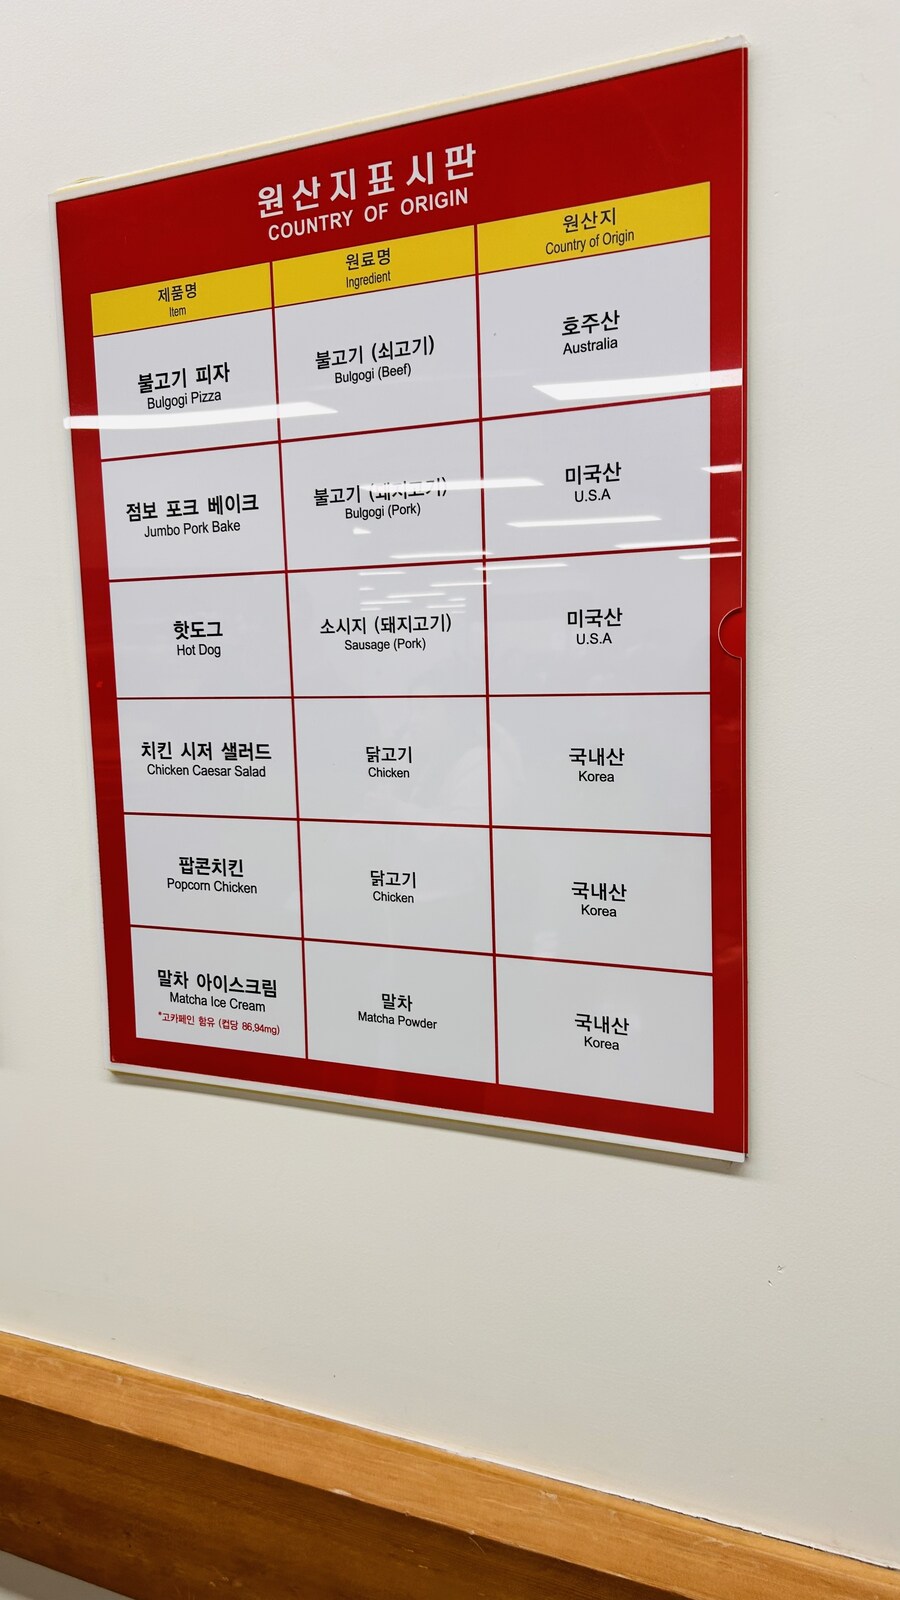 원산지표시판
COUNTRY OF ORIGIN
제품명
Item
원료명
Ingredient
원산지
Country of Origin
불고기 피자
Bulgogi Pizza
불고기 (쇠고기)
Bulgogi (Beef)
호주산
Australia
점보 포크 베이크
Jumbo Pork Bake
불고기 (돼지고기)
Bulgogi (Pork)
미국산
U.S.A
핫도그
Hot Dog
소시지 (돼지고기)
Sausage (Pork)
미국산
U.S.A
치킨 시저 샐러드
Chicken Caesar Salad
닭고기
Chicken
국내산
Korea
팝콘치킨
Popcorn Chicken
닭고기
Chicken
국내산
Korea
말차 아이스크림
Matcha Ice Cream
*고카페인 함유 (컵당 86,94mg)
말차
Matcha Powder
국내산
Korea